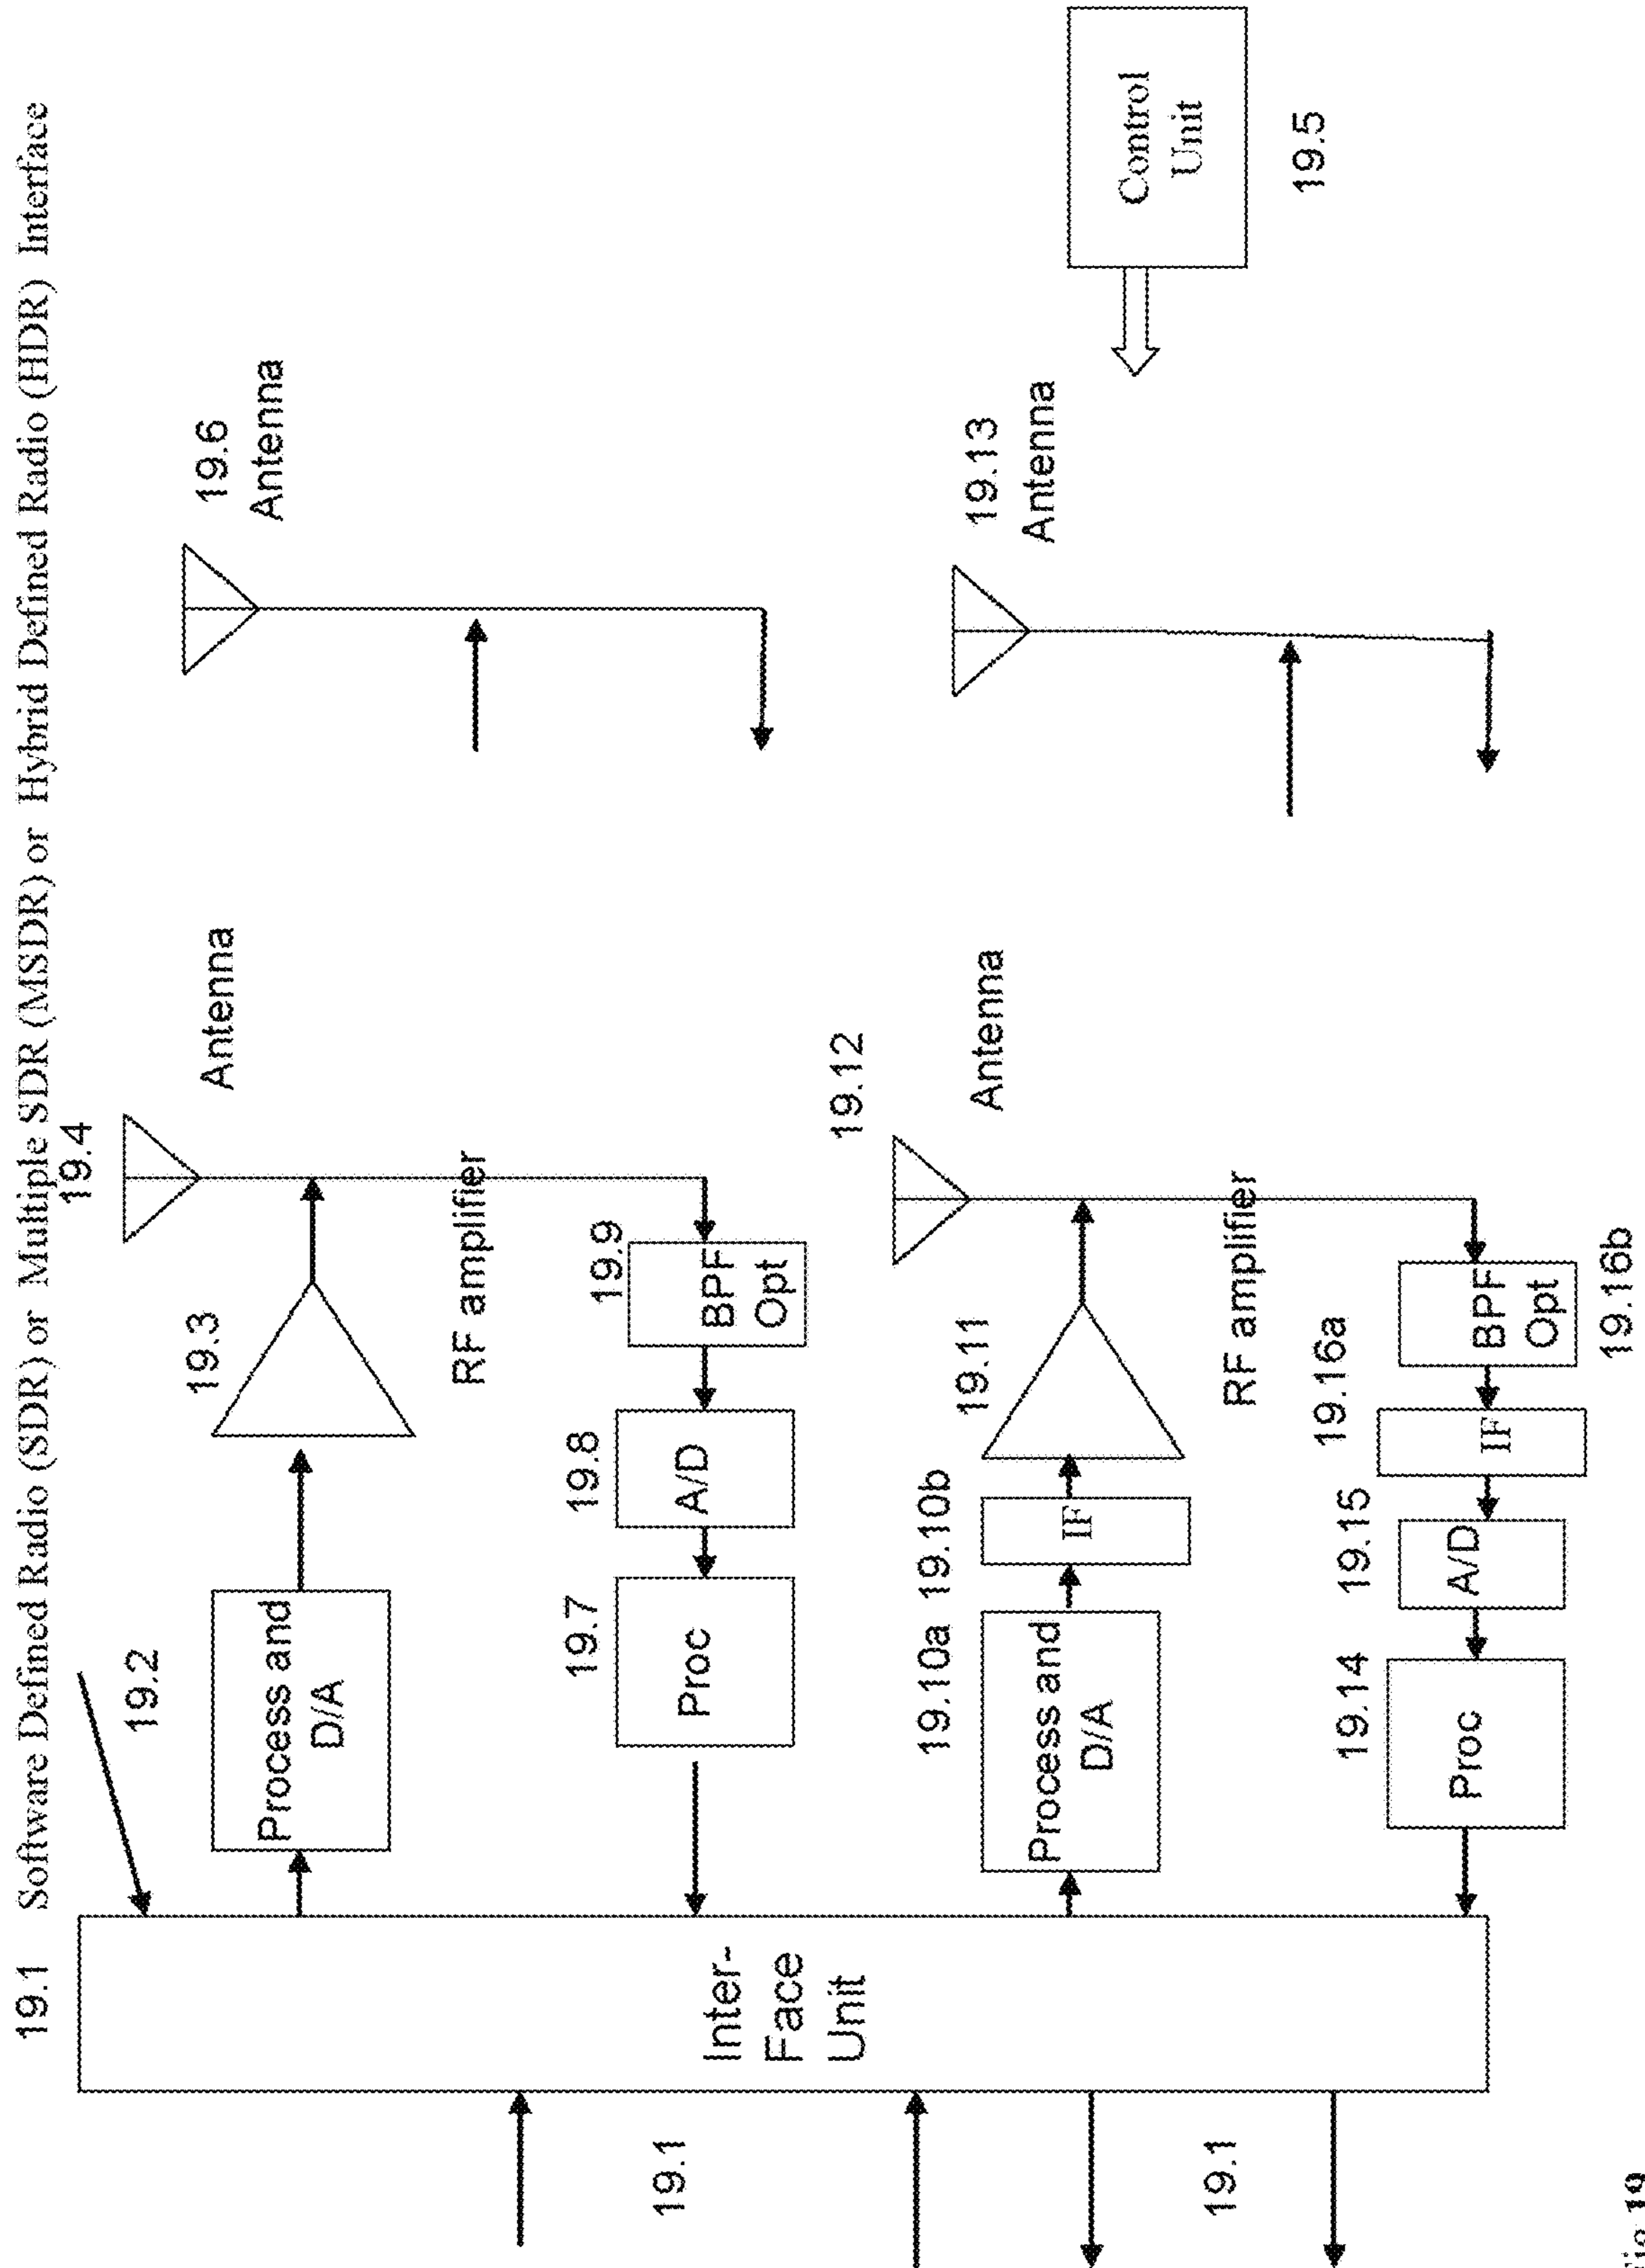 19.1 Software Defined Radio (SDR) or Multiple SDR (MSDR) or Hybrid Defined Radio (HDR) Interface
19.4
Antenna
19.6
Antenna
19.2
19.3
Process and
D/A
RF amplifier
19.9
BPF
Opt
19.8
A/D
19.7
Proc
Inter-
Face
Unit
19.1
19.1
19.12
Antenna
19.13
Antenna
Control
Unit
19.5
19.10a
19.10b
19.11
Process and
D/A
IF
RF amplifier
19.14
19.15
19.16a
Proc
A/D
IF
BPF
Opt
19.16b
Fig 19